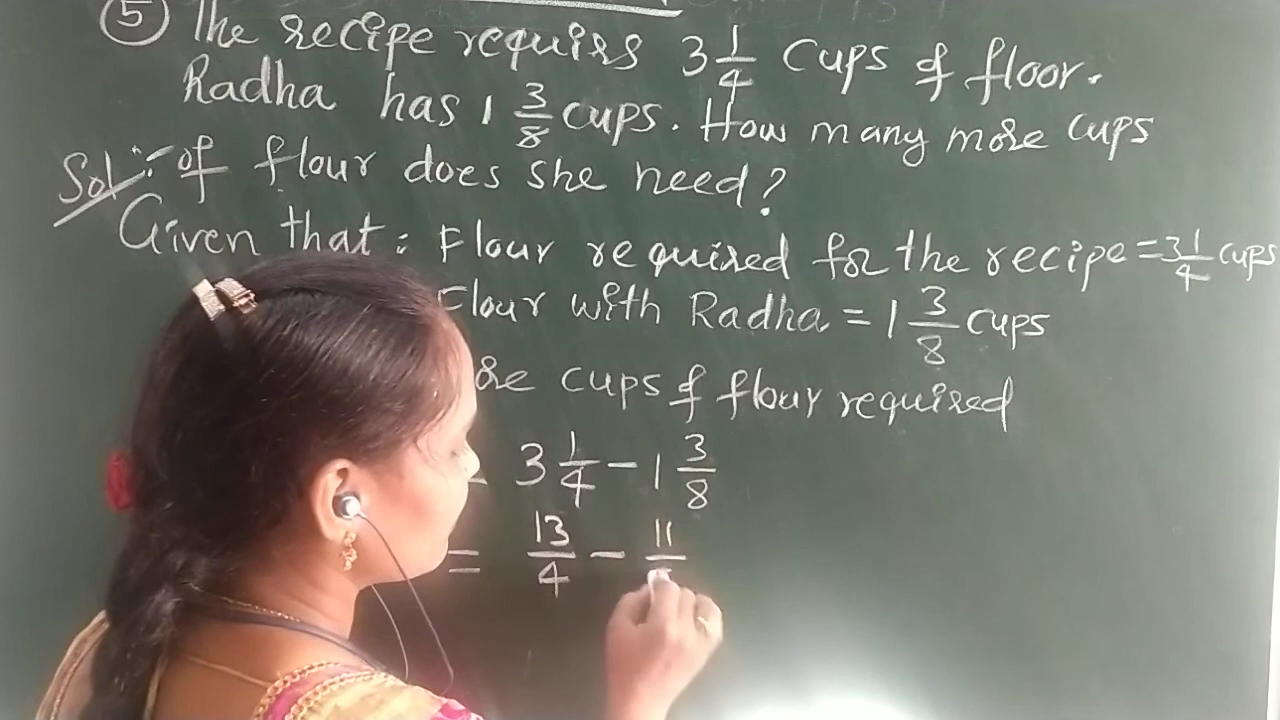 ⑤ The recipe requirs 3 1/4 cups of floor.
Radha has 1 3/8 cups. How many more cups
Sol:- of flour does she need?
Given that : Flour required for the recipe = 3 1/4 cups
Flour with Radha = 1 3/8 cups
cups of flour required
3 1/4 - 1 3/8
= 13/4 - 11/